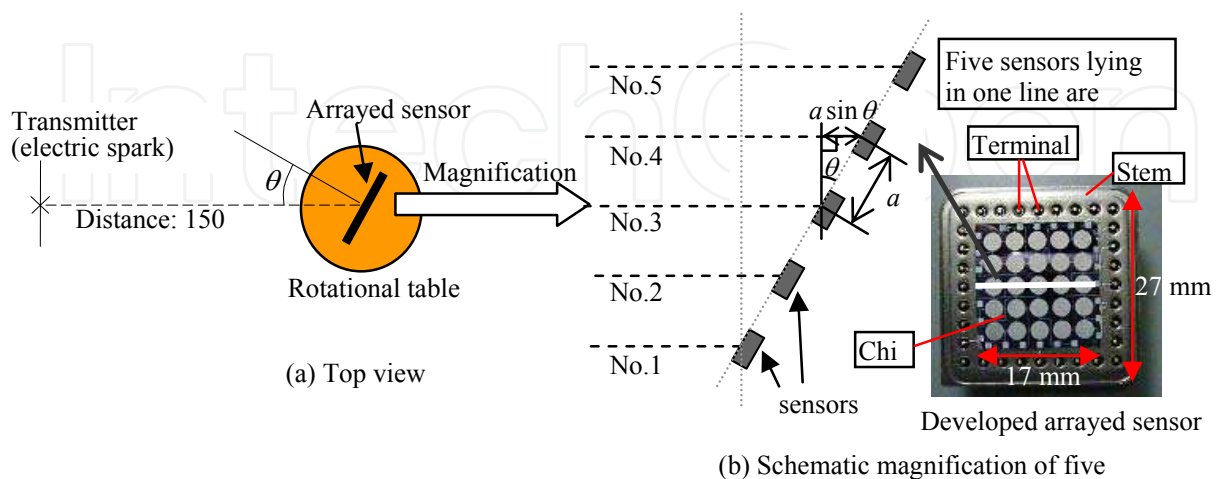 IntechOpen
Transmitter
(electric spark)
θ
Distance: 150
Arrayed sensor
Magnification
Rotational table
(a) Top view
No.5
No.4
No.3
No.2
No.1
a sin θ
θ
a
sensors
Five sensors lying
in one line are
Terminal
Stem
27 mm
Chi
17 mm
Developed arrayed sensor
(b) Schematic magnification of five